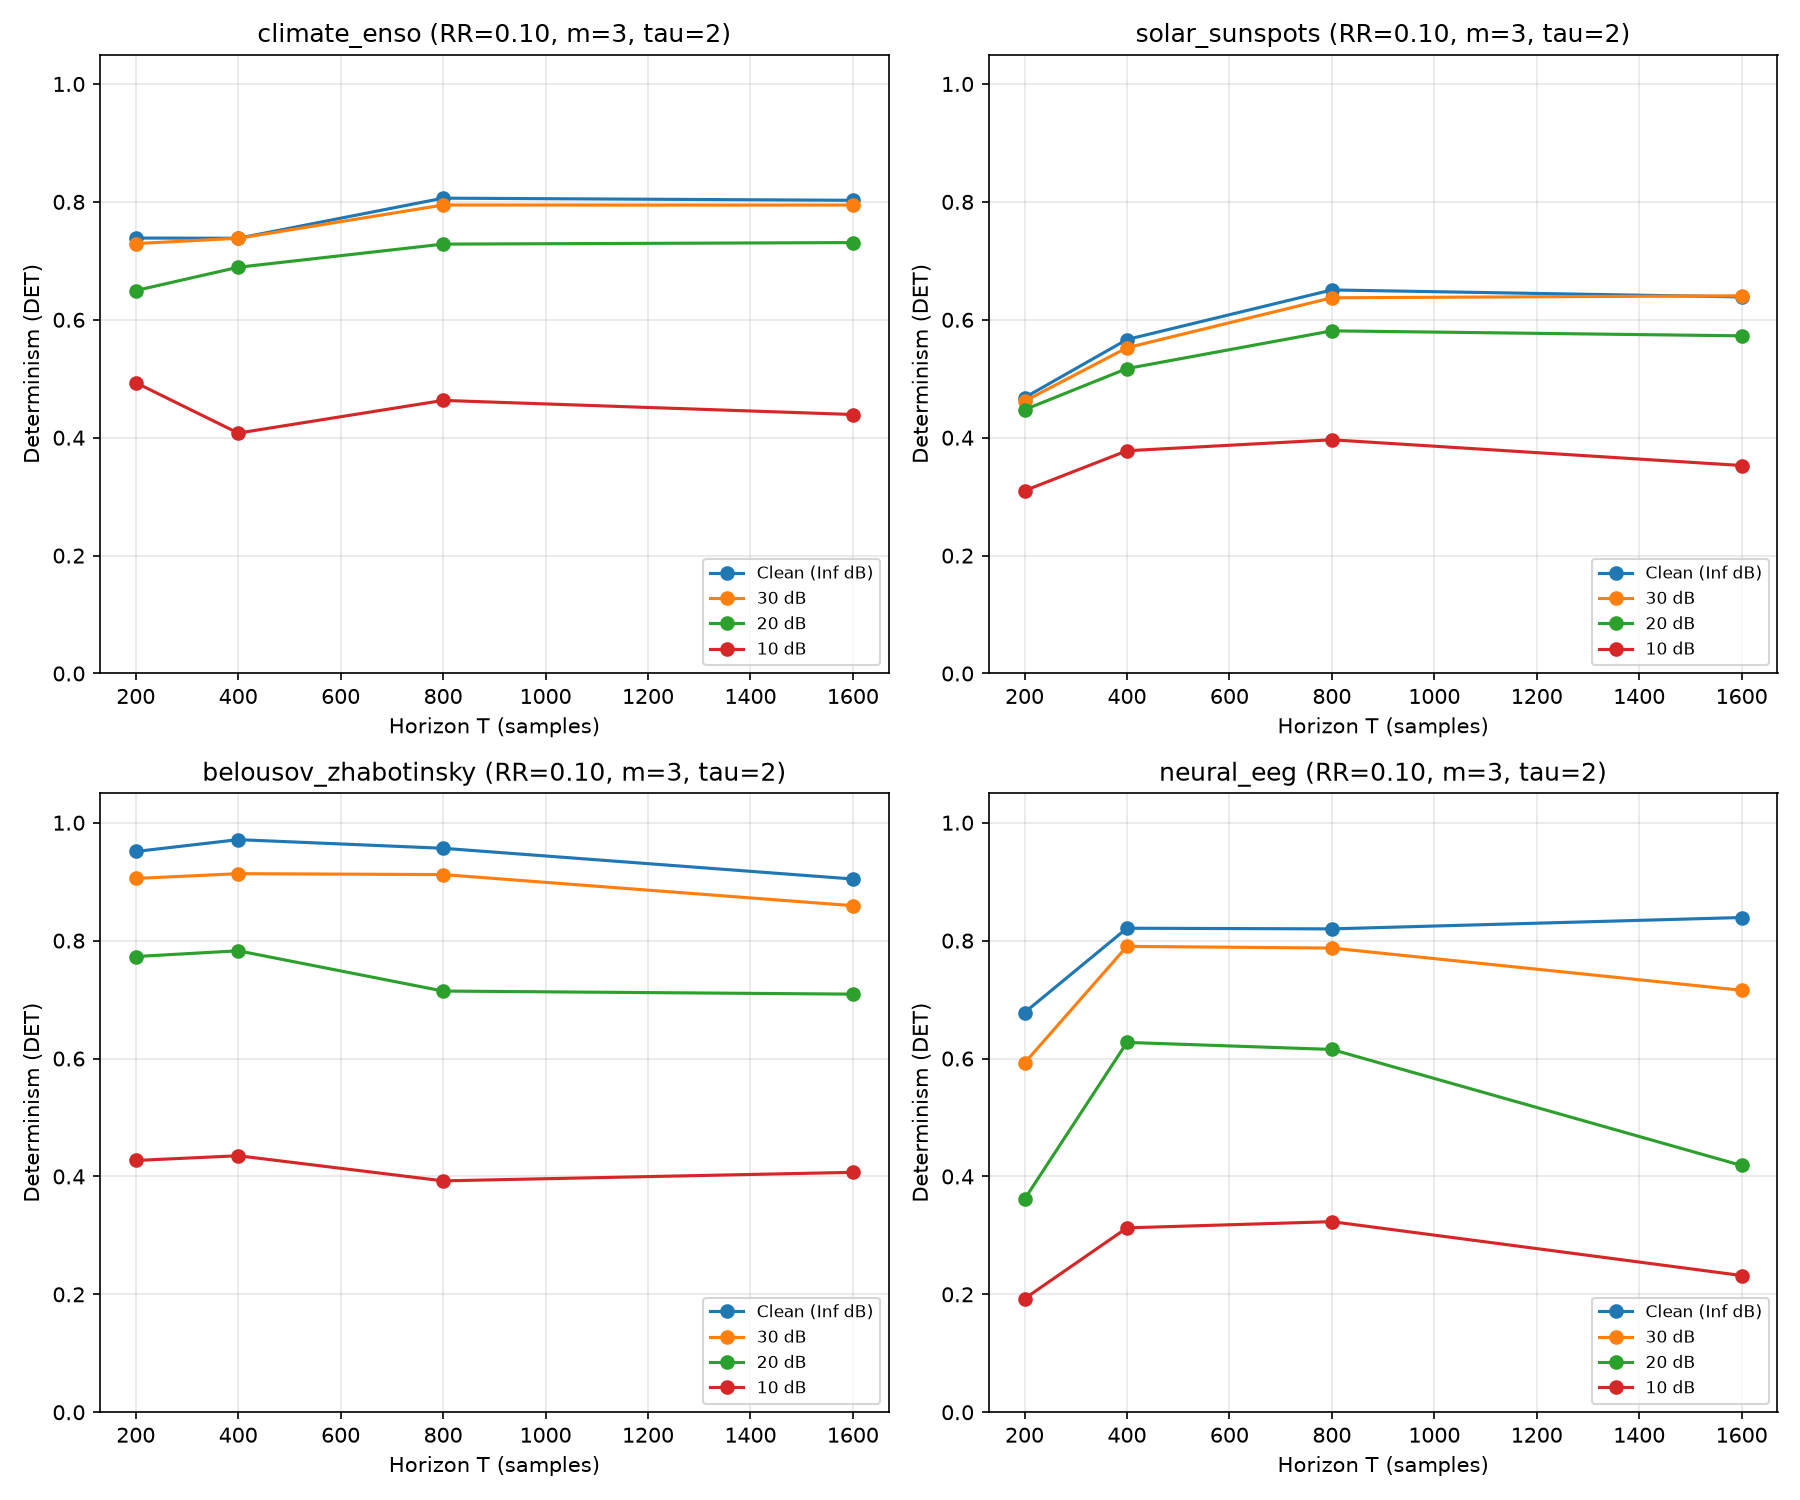 climate_enso (RR=0.10, m=3, tau=2)
1.0
0.8
0.6
0.4
0.2
0.0
Determinism (DET)
200 400 600 800 1000 1200 1400 1600
Horizon T (samples)
Clean (Inf dB)
30 dB
20 dB
10 dB
solar_sunspots (RR=0.10, m=3, tau=2)
1.0
0.8
0.6
0.4
0.2
0.0
Determinism (DET)
200 400 600 800 1000 1200 1400 1600
Horizon T (samples)
Clean (Inf dB)
30 dB
20 dB
10 dB
belousov_zhabotinsky (RR=0.10, m=3, tau=2)
1.0
0.8
0.6
0.4
0.2
0.0
Determinism (DET)
200 400 600 800 1000 1200 1400 1600
Horizon T (samples)
Clean (Inf dB)
30 dB
20 dB
10 dB
neural_eeg (RR=0.10, m=3, tau=2)
1.0
0.8
0.6
0.4
0.2
0.0
Determinism (DET)
200 400 600 800 1000 1200 1400 1600
Horizon T (samples)
Clean (Inf dB)
30 dB
20 dB
10 dB